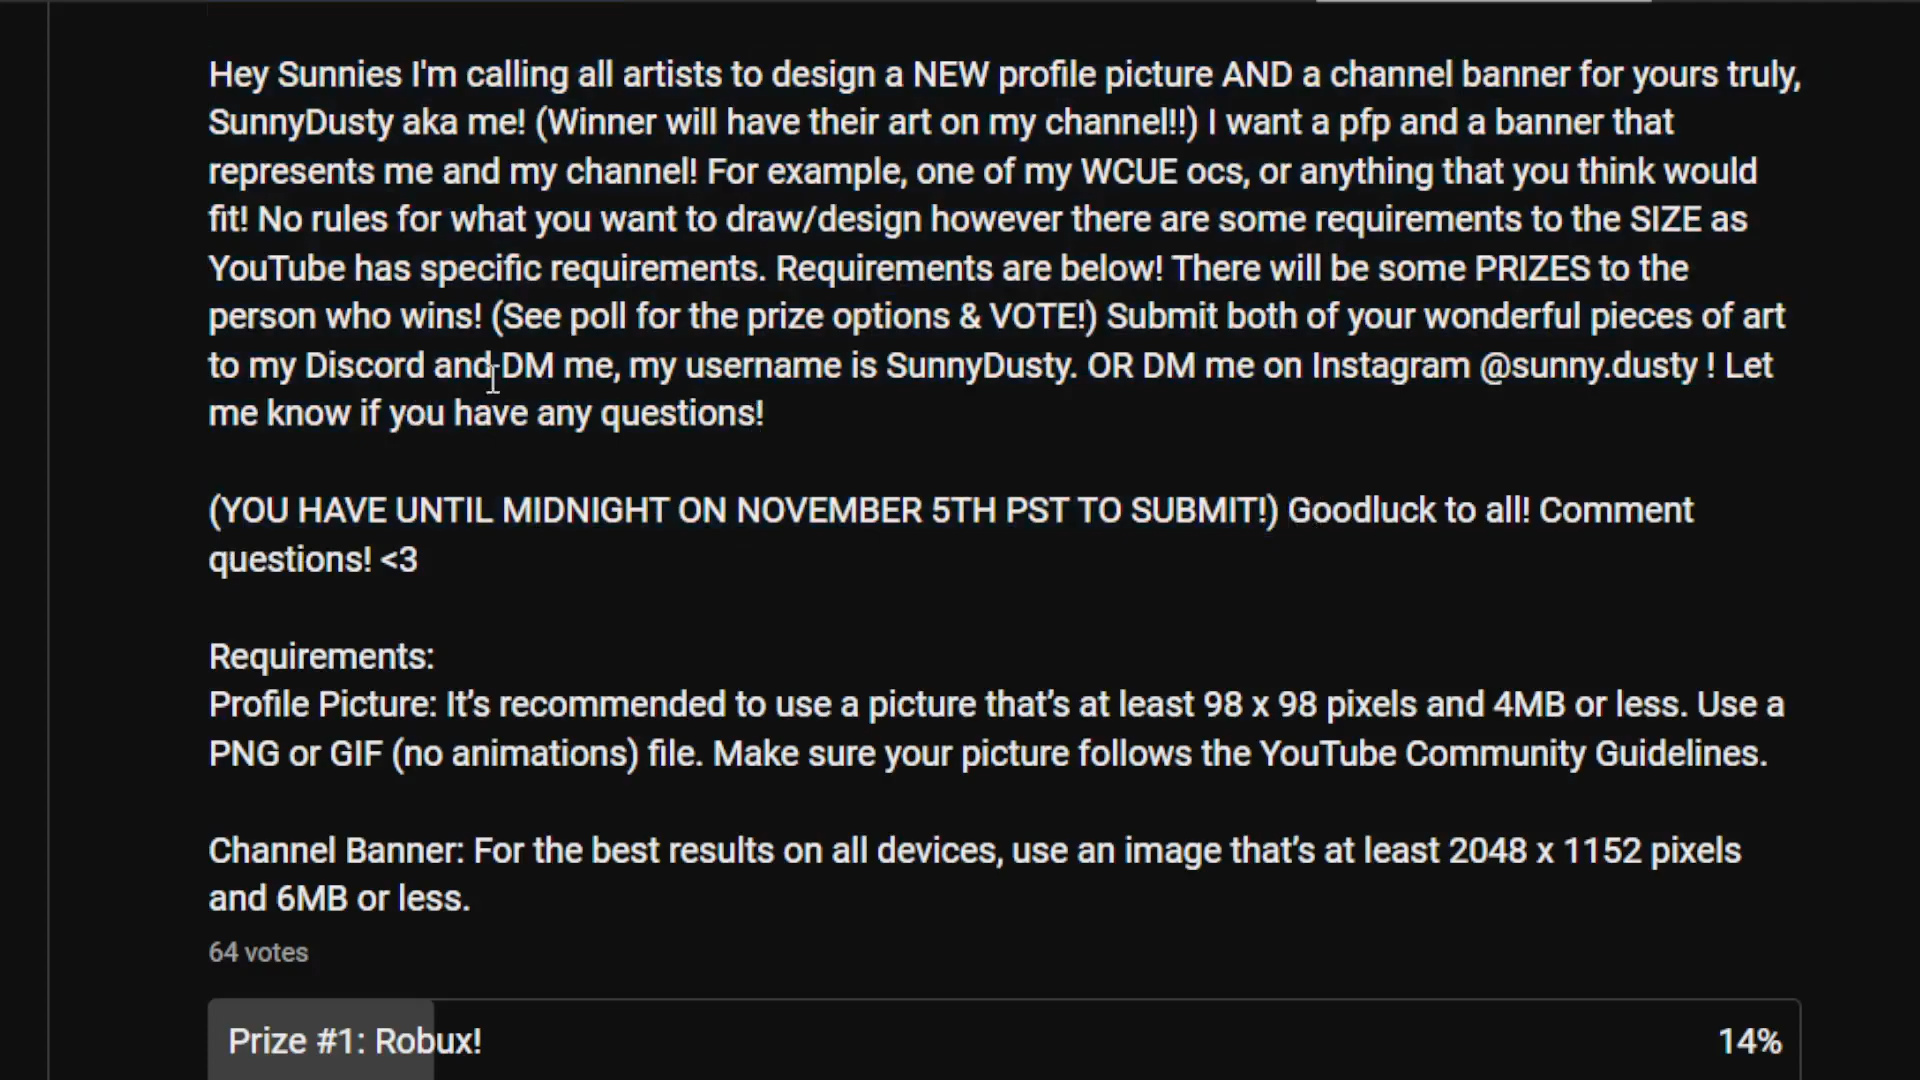 Hey Sunnies I'm calling all artists to design a NEW profile picture AND a channel banner for yours truly,
SunnyDusty aka me! (Winner will have their art on my channel!!) I want a pfp and a banner that
represents me and my channel! For example, one of my WCUE ocs, or anything that you think would
fit! No rules for what you want to draw/design however there are some requirements to the SIZE as
YouTube has specific requirements. Requirements are below! There will be some PRIZES to the
person who wins! (See poll for the prize options & VOTE!) Submit both of your wonderful pieces of art
to my Discord and DM me, my username is SunnyDusty. OR DM me on Instagram @sunny.dusty ! Let
me know if you have any questions!
(YOU HAVE UNTIL MIDNIGHT ON NOVEMBER 5TH PST TO SUBMIT!) Goodluck to all! Comment
questions! <3
Requirements:
Profile Picture: It’s recommended to use a picture that’s at least 98 x 98 pixels and 4MB or less. Use a
PNG or GIF (no animations) file. Make sure your picture follows the YouTube Community Guidelines.
Channel Banner: For the best results on all devices, use an image that’s at least 2048 x 1152 pixels
and 6MB or less.
64 votes
Prize #1: Robux! 14%